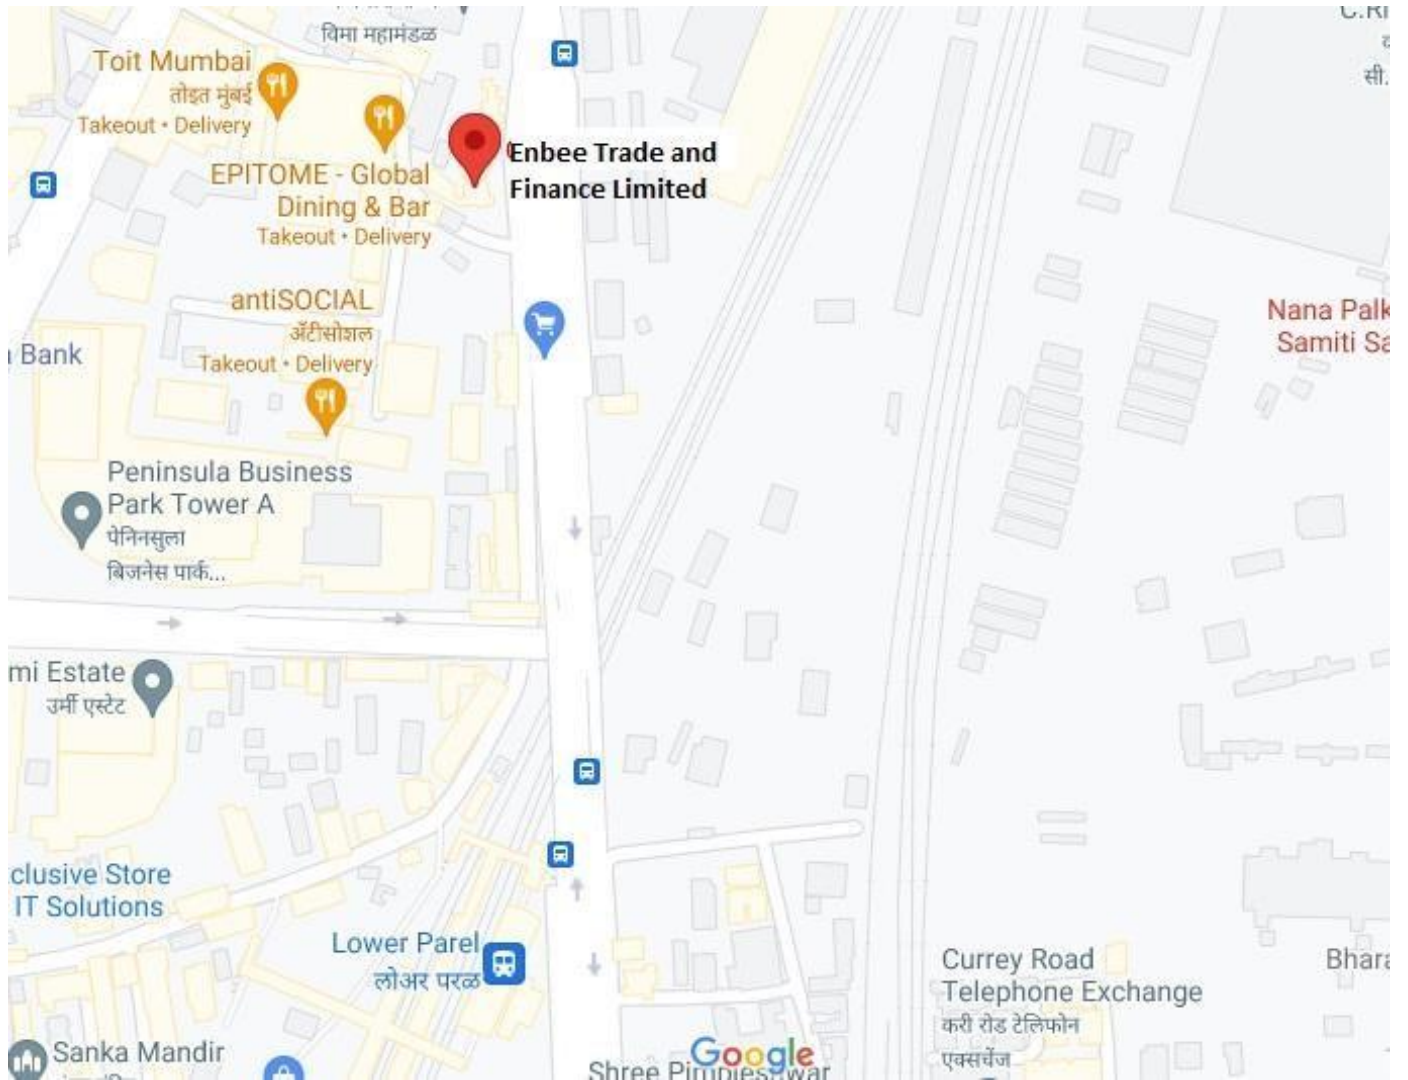 विमा महामंडळ
Toit Mumbai
तोइत मुंबई
Takeout • Delivery
EPITOME - Global
Dining & Bar
Takeout • Delivery
Enbee Trade and
Finance Limited
C.RI
सी.
antiSOCIAL
अँटीसोशल
Takeout • Delivery
Nana Palk
Samiti Sa
Bank
Peninsula Business
Park Tower A
पेनिनसुला
बिजनेस पार्क...
mi Estate
उर्मी एस्टेट
clusive Store
IT Solutions
Lower Parel
लोअर परळ
Currey Road
Telephone Exchange
करी रोड टेलिफोन
एक्सचेंज
Bhara
Sanka Mandir
Google
Shree Pimpleshwar